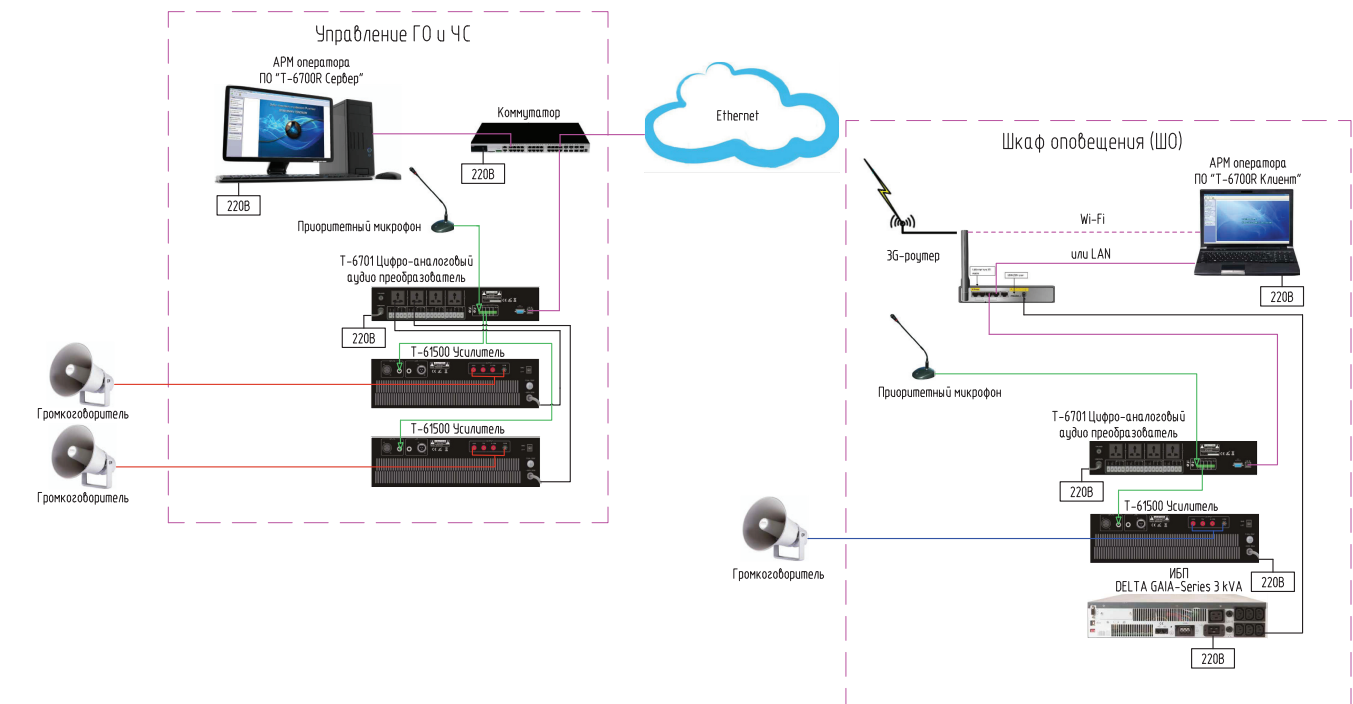 Управление ГО и ЧС
АРМ оператора
ПО "Т-6700R Сервер"
220В
Коммутатор
220В
Ethernet
Приоритетный микрофон
Т-6701 Цифро-аналоговый
аудио преобразователь
220В
Т-61500 Усилитель
Громкоговоритель
Т-61500 Усилитель
Громкоговоритель
Шкаф оповещения (ШО)
АРМ оператора
ПО "Т-6700R Клиент"
Wi-Fi
3G-роутер
или LAN
220В
Приоритетный микрофон
Т-6701 Цифро-аналоговый
аудио преобразователь
220В
Т-61500 Усилитель
Громкоговоритель
220В
ИБП
DELTA GAIA-Series 3 kVA
220В